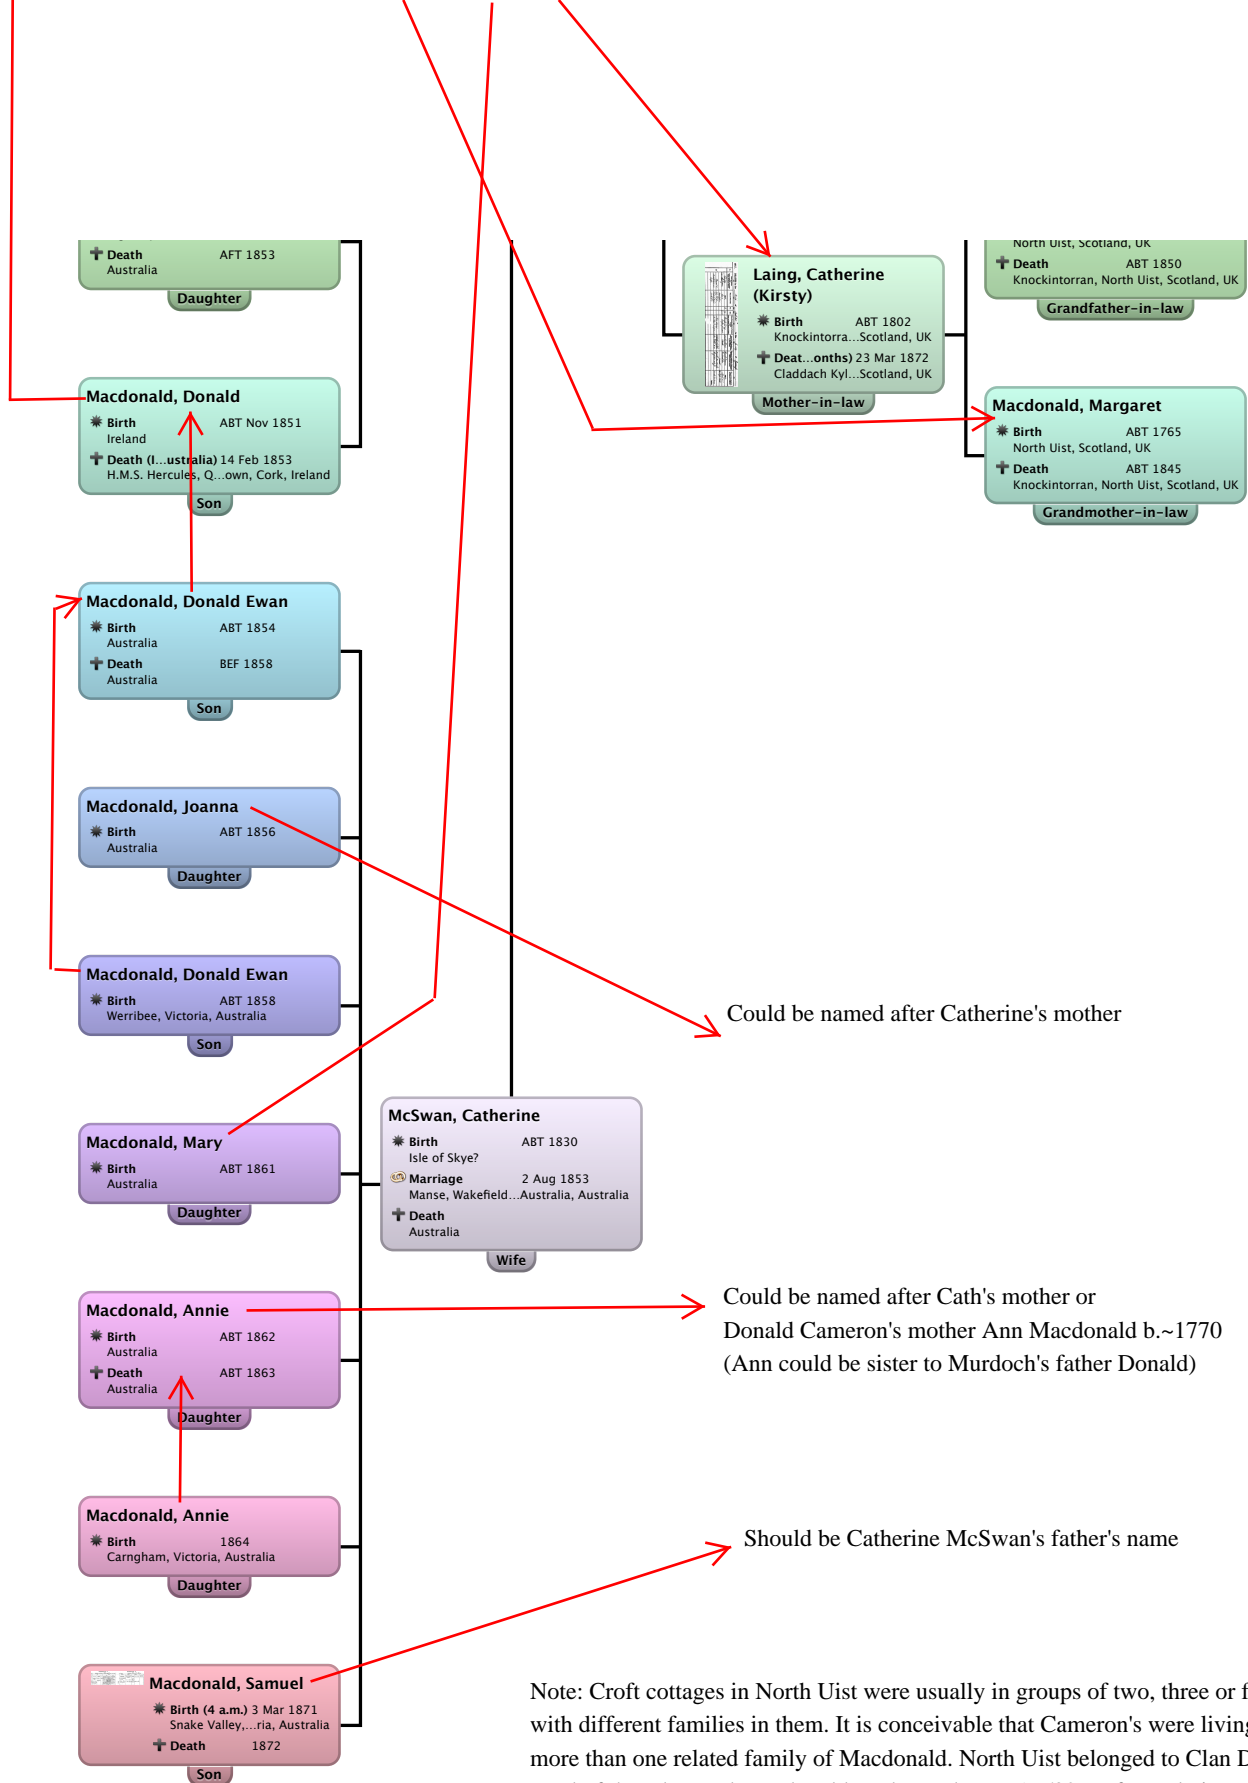 Death AFT 1853
Australia
Daughter
Macdonald, Donald
Birth ABT Nov 1851
Ireland
Death (I...ustralia) 14 Feb 1853
H.M.S. Hercules, Q...own, Cork, Ireland
Son
Macdonald, Donald Ewan
Birth ABT 1854
Australia
Death BEF 1858
Australia
Son
Macdonald, Joanna
Birth ABT 1856
Australia
Daughter
Macdonald, Donald Ewan
Birth ABT 1858
Werribee, Victoria, Australia
Son
Macdonald, Mary
Birth ABT 1861
Australia
Daughter
Macdonald, Annie
Birth ABT 1862
Australia
Death ABT 1863
Australia
Daughter
Macdonald, Annie
Birth 1864
Carngham, Victoria, Australia
Daughter
Macdonald, Samuel
Birth (4 a.m.) 3 Mar 1871
Snake Valley,...ria, Australia
Death 1872
Son
McSwan, Catherine
Birth ABT 1830
Isle of Skye?
Marriage 2 Aug 1853
Manse, Wakefield...Australia, Australia
Death
Australia
Wife
Laing, Catherine
(Kirsty)
Birth ABT 1802
Knockintorra...Scotland, UK
Deat...onths) 23 Mar 1872
Claddach Kyl...Scotland, UK
Mother-in-law
North Uist, Scotland, UK
Death ABT 1850
Knockintorran, North Uist, Scotland, UK
Grandfather-in-law
Macdonald, Margaret
Birth ABT 1765
North Uist, Scotland, UK
Death ABT 1845
Knockintorran, North Uist, Scotland, UK
Grandmother-in-law
Could be named after Catherine's mother
Could be named after Cath's mother or
Donald Cameron's mother Ann Macdonald b.~1770
(Ann could be sister to Murdoch's father Donald)
Should be Catherine McSwan's father's name
Note: Croft cottages in North Uist were usually in groups of two, three or f
with different families in them. It is conceivable that Cameron's were living
more than one related family of Macdonald. North Uist belonged to Clan D